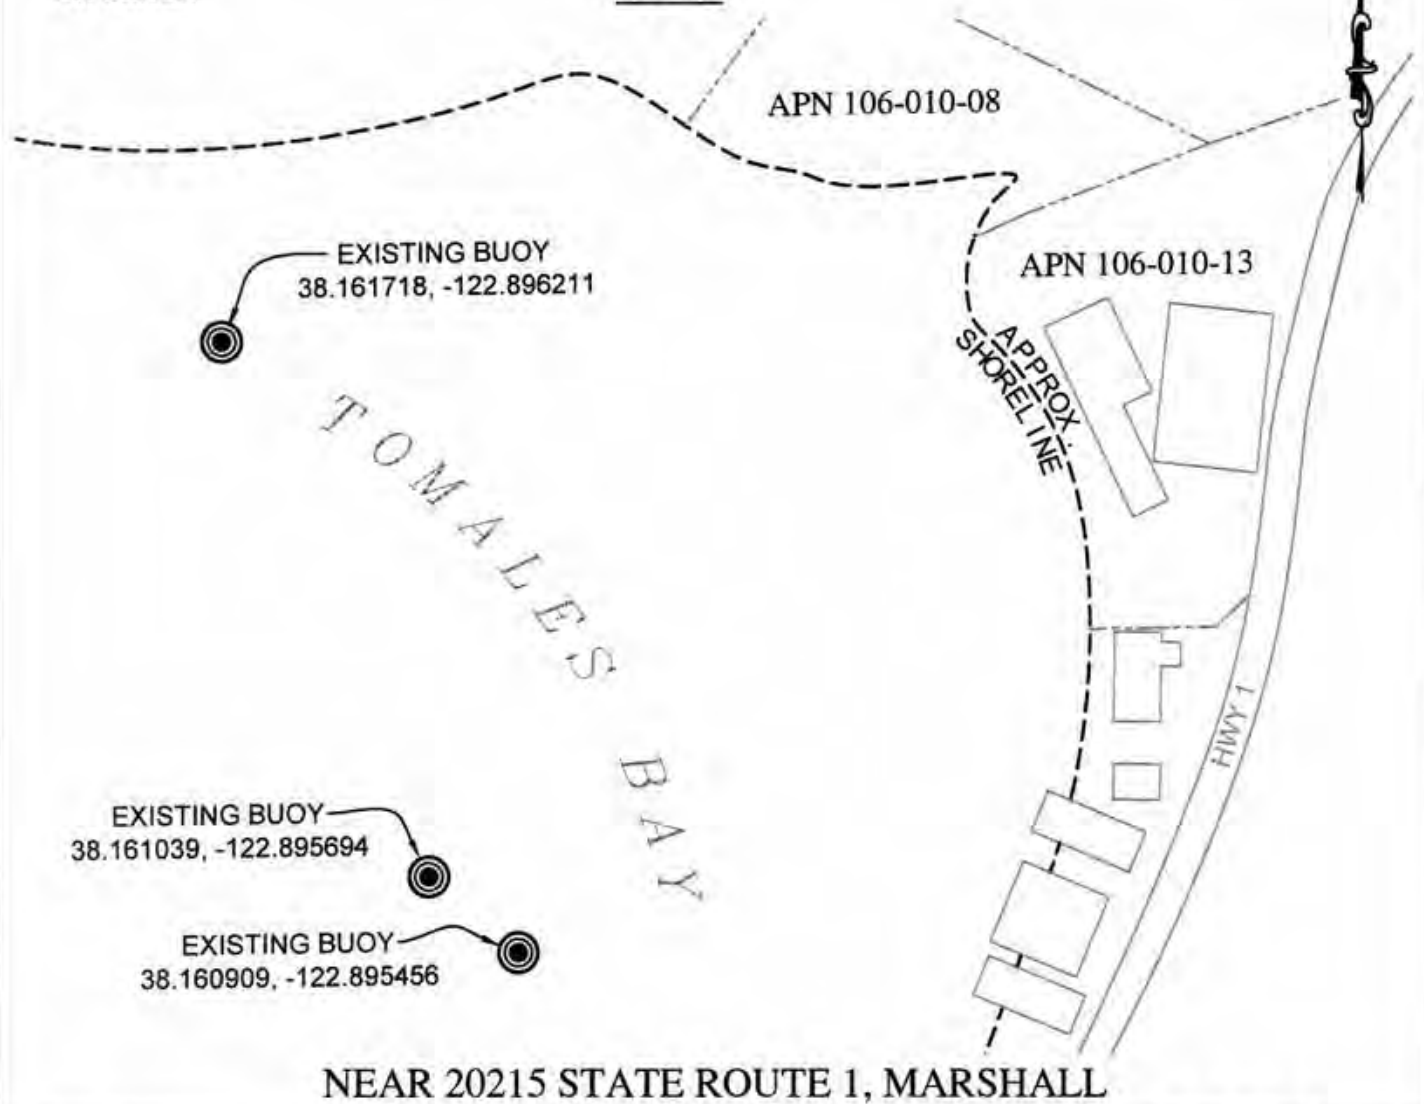 APN 106-010-08
EXISTING BUOY
38.161718, -122.896211
APN 106-010-13
APPROX.
SHORELINE
TOMALES BAY
HWY 1
EXISTING BUOY
38.161039, -122.895694
EXISTING BUOY
38.160909, -122.895456
NEAR 20215 STATE ROUTE 1, MARSHALL